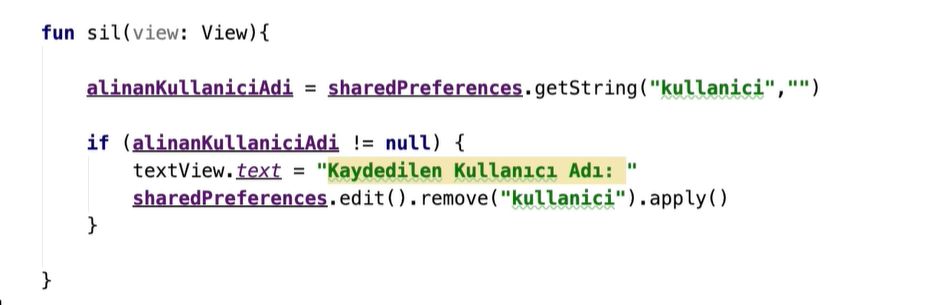 fun sil(view: View){
alinanKullaniciAdi = sharedPreferences.getString("kullanici","")
if (alinanKullaniciAdi != null) {
textView.text = "Kaydedilen Kullanıcı Adı: "
sharedPreferences.edit().remove("kullanici").apply()
}
}